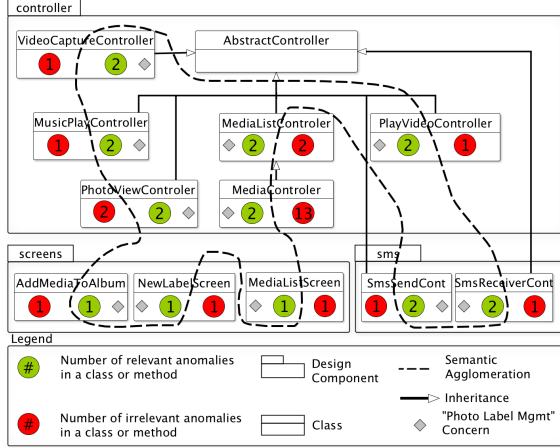 controller
VideoCaptureController
AbstractController
1 2
MusicPlayController
MediaListControler
PlayVideoController
1 2 2 2 2 1
PhotoViewControler
MediaControler
2 2 2 13
screens
sms
AddMediaToAlbum
NewLabelScreen
MediaListScreen
SmsSendCont
SmsReceiverCont
1 1 1 1 1 1 1 2 2 1
Legend
# Number of relevant anomalies
in a class or method
Design
Component
Semantic
Agglomeration
Inheritance
# Number of irrelevant anomalies
in a class or method
Class
"Photo Label Mgmt"
Concern